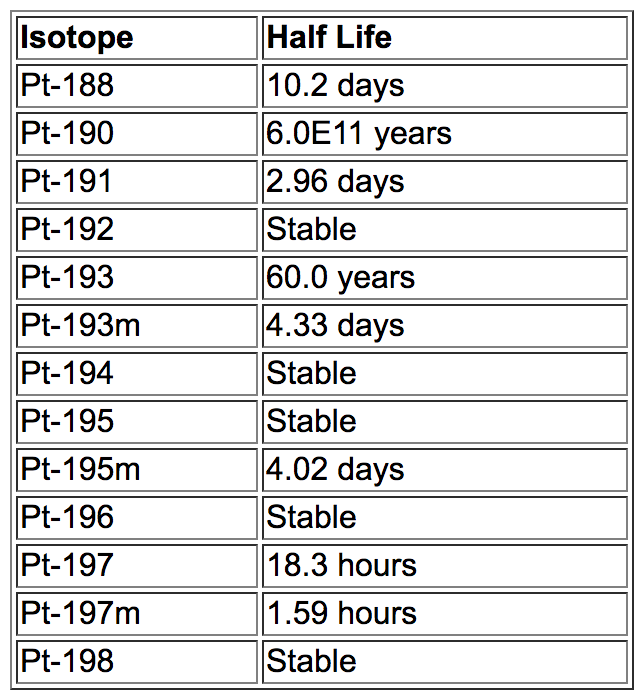 Isotope Half Life
Pt-188 10.2 days
Pt-190 6.0E11 years
Pt-191 2.96 days
Pt-192 Stable
Pt-193 60.0 years
Pt-193m 4.33 days
Pt-194 Stable
Pt-195 Stable
Pt-195m 4.02 days
Pt-196 Stable
Pt-197 18.3 hours
Pt-197m 1.59 hours
Pt-198 Stable